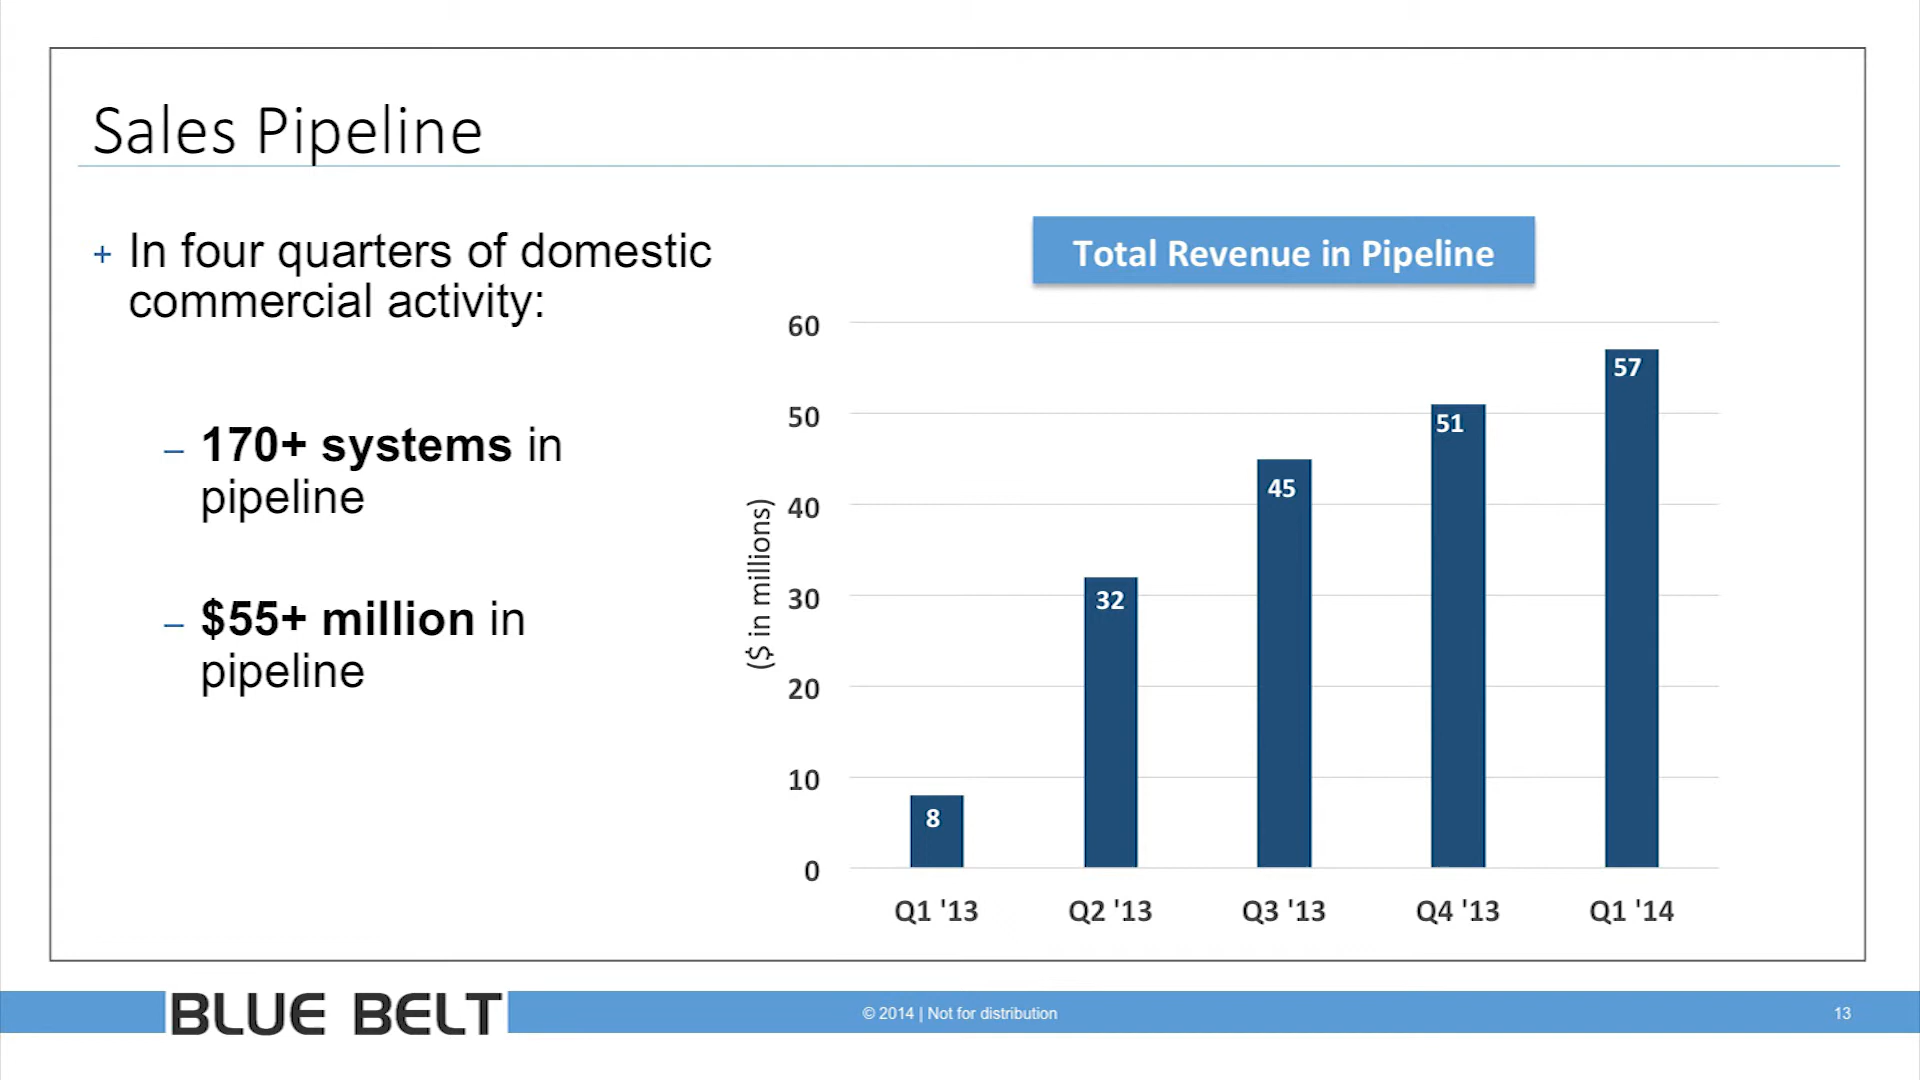 Sales Pipeline
+ In four quarters of domestic
commercial activity:
– 170+ systems in
pipeline
– $55+ million in
pipeline
Total Revenue in Pipeline
($ in millions)
60
50
40
30
20
10
0
8
32
45
51
57
Q1 '13
Q2 '13
Q3 '13
Q4 '13
Q1 '14
BLUE BELT
© 2014 | Not for distribution
13